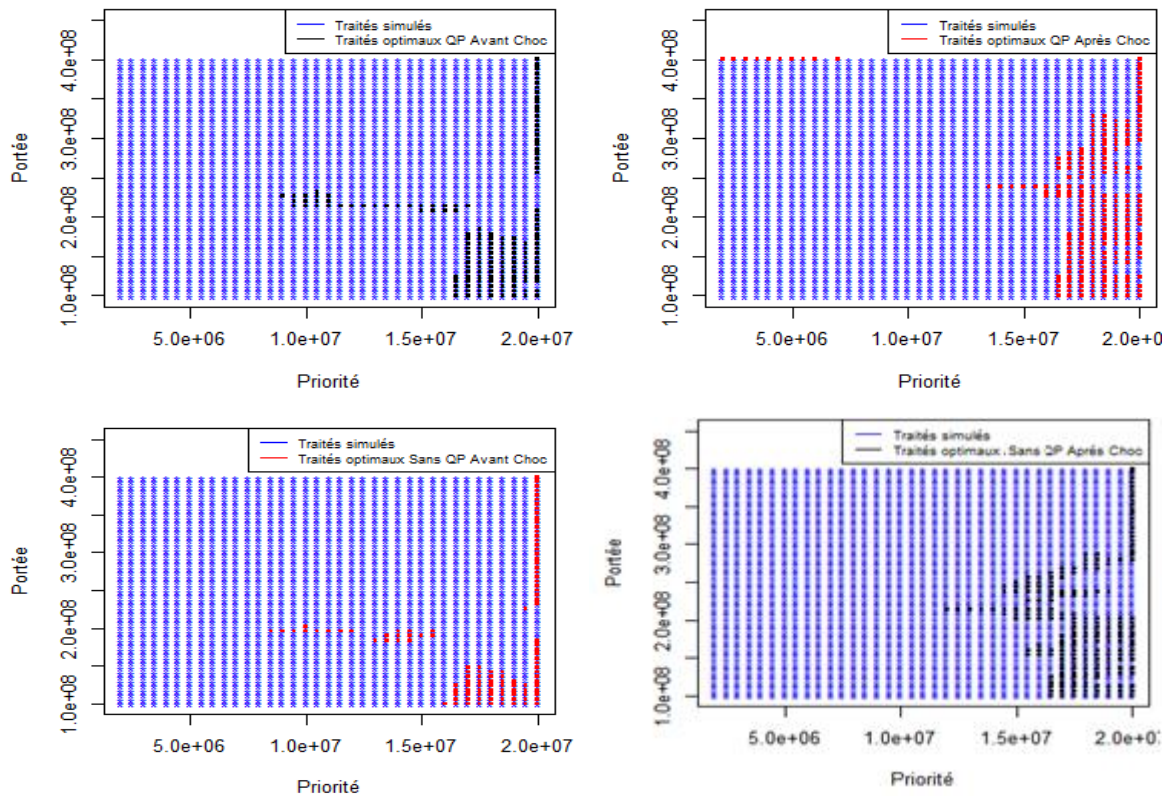 Traités simulés
Traités optimaux QP Avant Choc
Portée
1.0e+08 2.0e+08 3.0e+08 4.0e+08
5.0e+06 1.0e+07 1.5e+07 2.0e+07
Priorité
Traités simulés
Traités optimaux QP Après Choc
Portée
1.0e+08 2.0e+08 3.0e+08 4.0e+08
5.0e+06 1.0e+07 1.5e+07 2.0e+0
Priorité
Traités simulés
Traités optimaux Sans QP Avant Choc
Portée
1.0e+08 2.0e+08 3.0e+08 4.0e+08
5.0e+06 1.0e+07 1.5e+07 2.0e+07
Priorité
Traités simulés
Traités optimaux .Sans QP Après Choc
Portée
1.0e+08 2.0e+08 3.0e+08 4.0e+08
5.0e+06 1.0e+07 1.5e+07 2.0e+07
Priorité